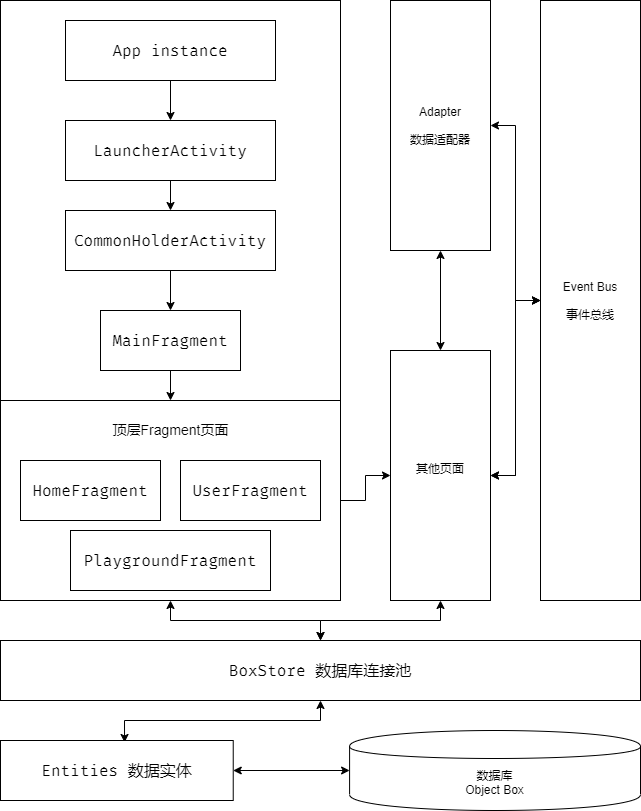 App instance
LauncherActivity
CommonHolderActivity
MainFragment
顶层Fragment页面
HomeFragment
UserFragment
PlaygroundFragment
Adapter
数据适配器
其他页面
Event Bus
事件总线
BoxStore 数据库连接池
Entities 数据实体
数据库
Object Box